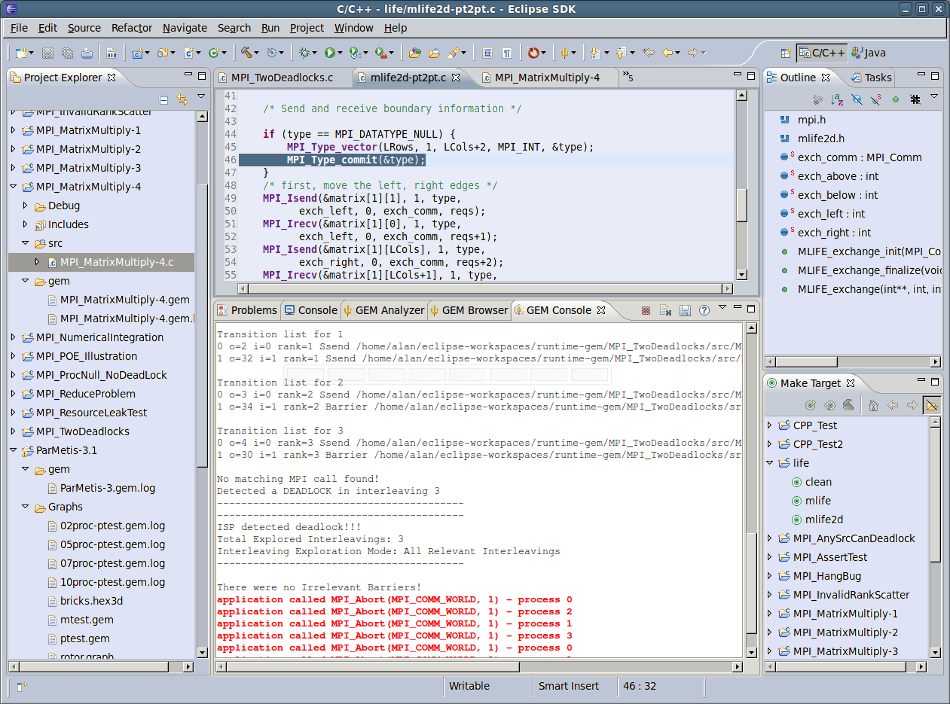 C/C++ - life/mlife2d-pt2pt.c - Eclipse SDK
File Edit Source Refactor Navigate Search Run Project Window Help
C/C++ Java
Project Explorer
MPI_InvalidRankScatter
MPI_MatrixMultiply-1
MPI_MatrixMultiply-2
MPI_MatrixMultiply-3
MPI_MatrixMultiply-4
Debug
Includes
src
MPI_MatrixMultiply-4.c
gem
MPI_MatrixMultiply-4.gem
MPI_MatrixMultiply-4.gem.l
MPI_NumericalIntegration
MPI_POE_Illustration
MPI_ProcNull_NoDeadLock
MPI_ReduceProblem
MPI_ResourceLeakTest
MPI_TwoDeadlocks
ParMetis-3.1
gem
ParMetis-3.gem.log
Graphs
02proc-ptest.gem.log
05proc-ptest.gem.log
07proc-ptest.gem.log
10proc-ptest.gem.log
bricks.hex3d
mtest.gem
ptest.gem
rotor.graph
MPI_TwoDeadlocks.c mlife2d-pt2pt.c MPI_MatrixMultiply-4 »5
41
42 /* Send and receive boundary information */
43
44 if (type == MPI_DATATYPE_NULL) {
45 MPI_Type_vector(LRows, 1, LCols+2, MPI_INT, &type);
46 MPI_Type_commit(&type);
47 }
48 /* first, move the left, right edges */
49 MPI_Isend(&matrix[1][1], 1, type,
50 exch_left, 0, exch_comm, reqs);
51 MPI_Irecv(&matrix[1][0], 1, type,
52 exch_left, 0, exch_comm, reqs+1);
53 MPI_Isend(&matrix[1][LCols], 1, type,
54 exch_right, 0, exch_comm, reqs+2);
55 MPI_Irecv(&matrix[1][LCols+1], 1, type,
Problems Console GEM Analyzer GEM Browser GEM Console
Transition list for 1
0 o=2 i=0 rank=1 Ssend /home/alan/eclipse-workspaces/runtime-gem/MPI_TwoDeadlocks/src/M
1 o=32 i=1 rank=1 Ssend /home/alan/eclipse-workspaces/runtime-gem/MPI_TwoDeadlocks/src/
Transition list for 2
0 o=3 i=0 rank=2 Ssend /home/alan/eclipse-workspaces/runtime-gem/MPI_TwoDeadlocks/src/M
1 o=34 i=1 rank=2 Barrier /home/alan/eclipse-workspaces/runtime-gem/MPI_TwoDeadlocks/sr
Transition list for 3
0 o=4 i=0 rank=3 Ssend /home/alan/eclipse-workspaces/runtime-gem/MPI_TwoDeadlocks/src/M
1 o=30 i=1 rank=3 Barrier /home/alan/eclipse-workspaces/runtime-gem/MPI_TwoDeadlocks/sr
No matching MPI call found!
Detected a DEADLOCK in interleaving 3
-----------------------------------------
-----------------------------------------
ISP detected deadlock!!!
Total Explored Interleavings: 3
Interleaving Exploration Mode: All Relevant Interleavings
-----------------------------------------
There were no Irrelevant Barriers!
application called MPI_Abort(MPI_COMM_WORLD, 1) - process 0
application called MPI_Abort(MPI_COMM_WORLD, 1) - process 2
application called MPI_Abort(MPI_COMM_WORLD, 1) - process 1
application called MPI_Abort(MPI_COMM_WORLD, 1) - process 3
application called MPI_Abort(MPI_COMM_WORLD, 1) - process 0
Outline Tasks
mpi.h
mlife2d.h
exch_comm : MPI_Comm
exch_above : int
exch_below : int
exch_left : int
exch_right : int
MLIFE_exchange_init(MPI_Co
MLIFE_exchange_finalize(voi
MLIFE_exchange(int**, int, in
Make Target
CPP_Test
CPP_Test2
life
clean
mlife
mlife2d
MPI_AnySrcCanDeadlock
MPI_AssertTest
MPI_HangBug
MPI_InvalidRankScatter
MPI_MatrixMultiply-1
MPI_MatrixMultiply-2
MPI_MatrixMultiply-3
Writable Smart Insert 46 : 32